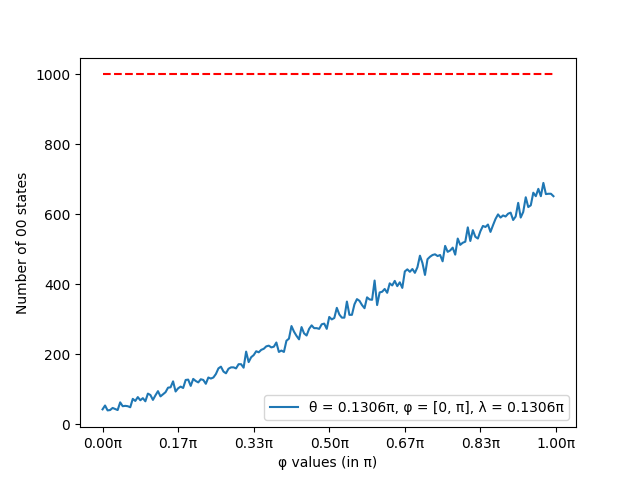 1000
800
600
400
200
0
Number of 00 states
θ = 0.1306π, φ = [0, π], λ = 0.1306π
0.00π 0.17π 0.33π 0.50π 0.67π 0.83π 1.00π
φ values (in π)